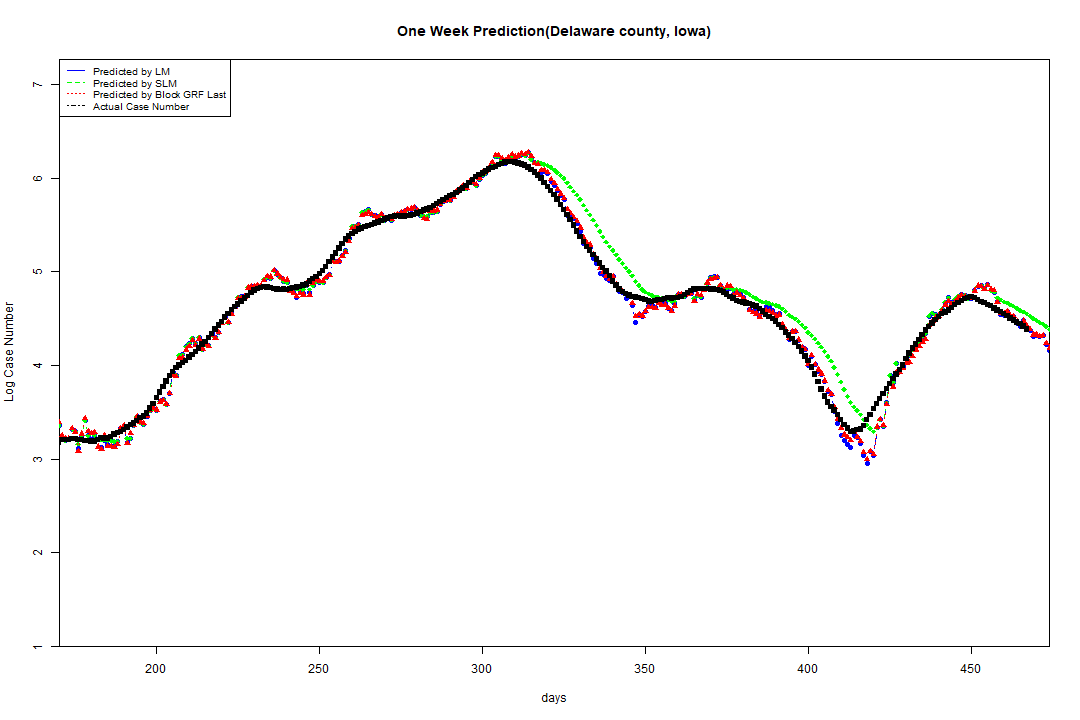 One Week Prediction(Delaware county, Iowa)
Predicted by LM
Predicted by SLM
Predicted by Block GRF Last
Actual Case Number
7
6
5
4
3
2
1
Log Case Number
200 250 300 350 400 450
days